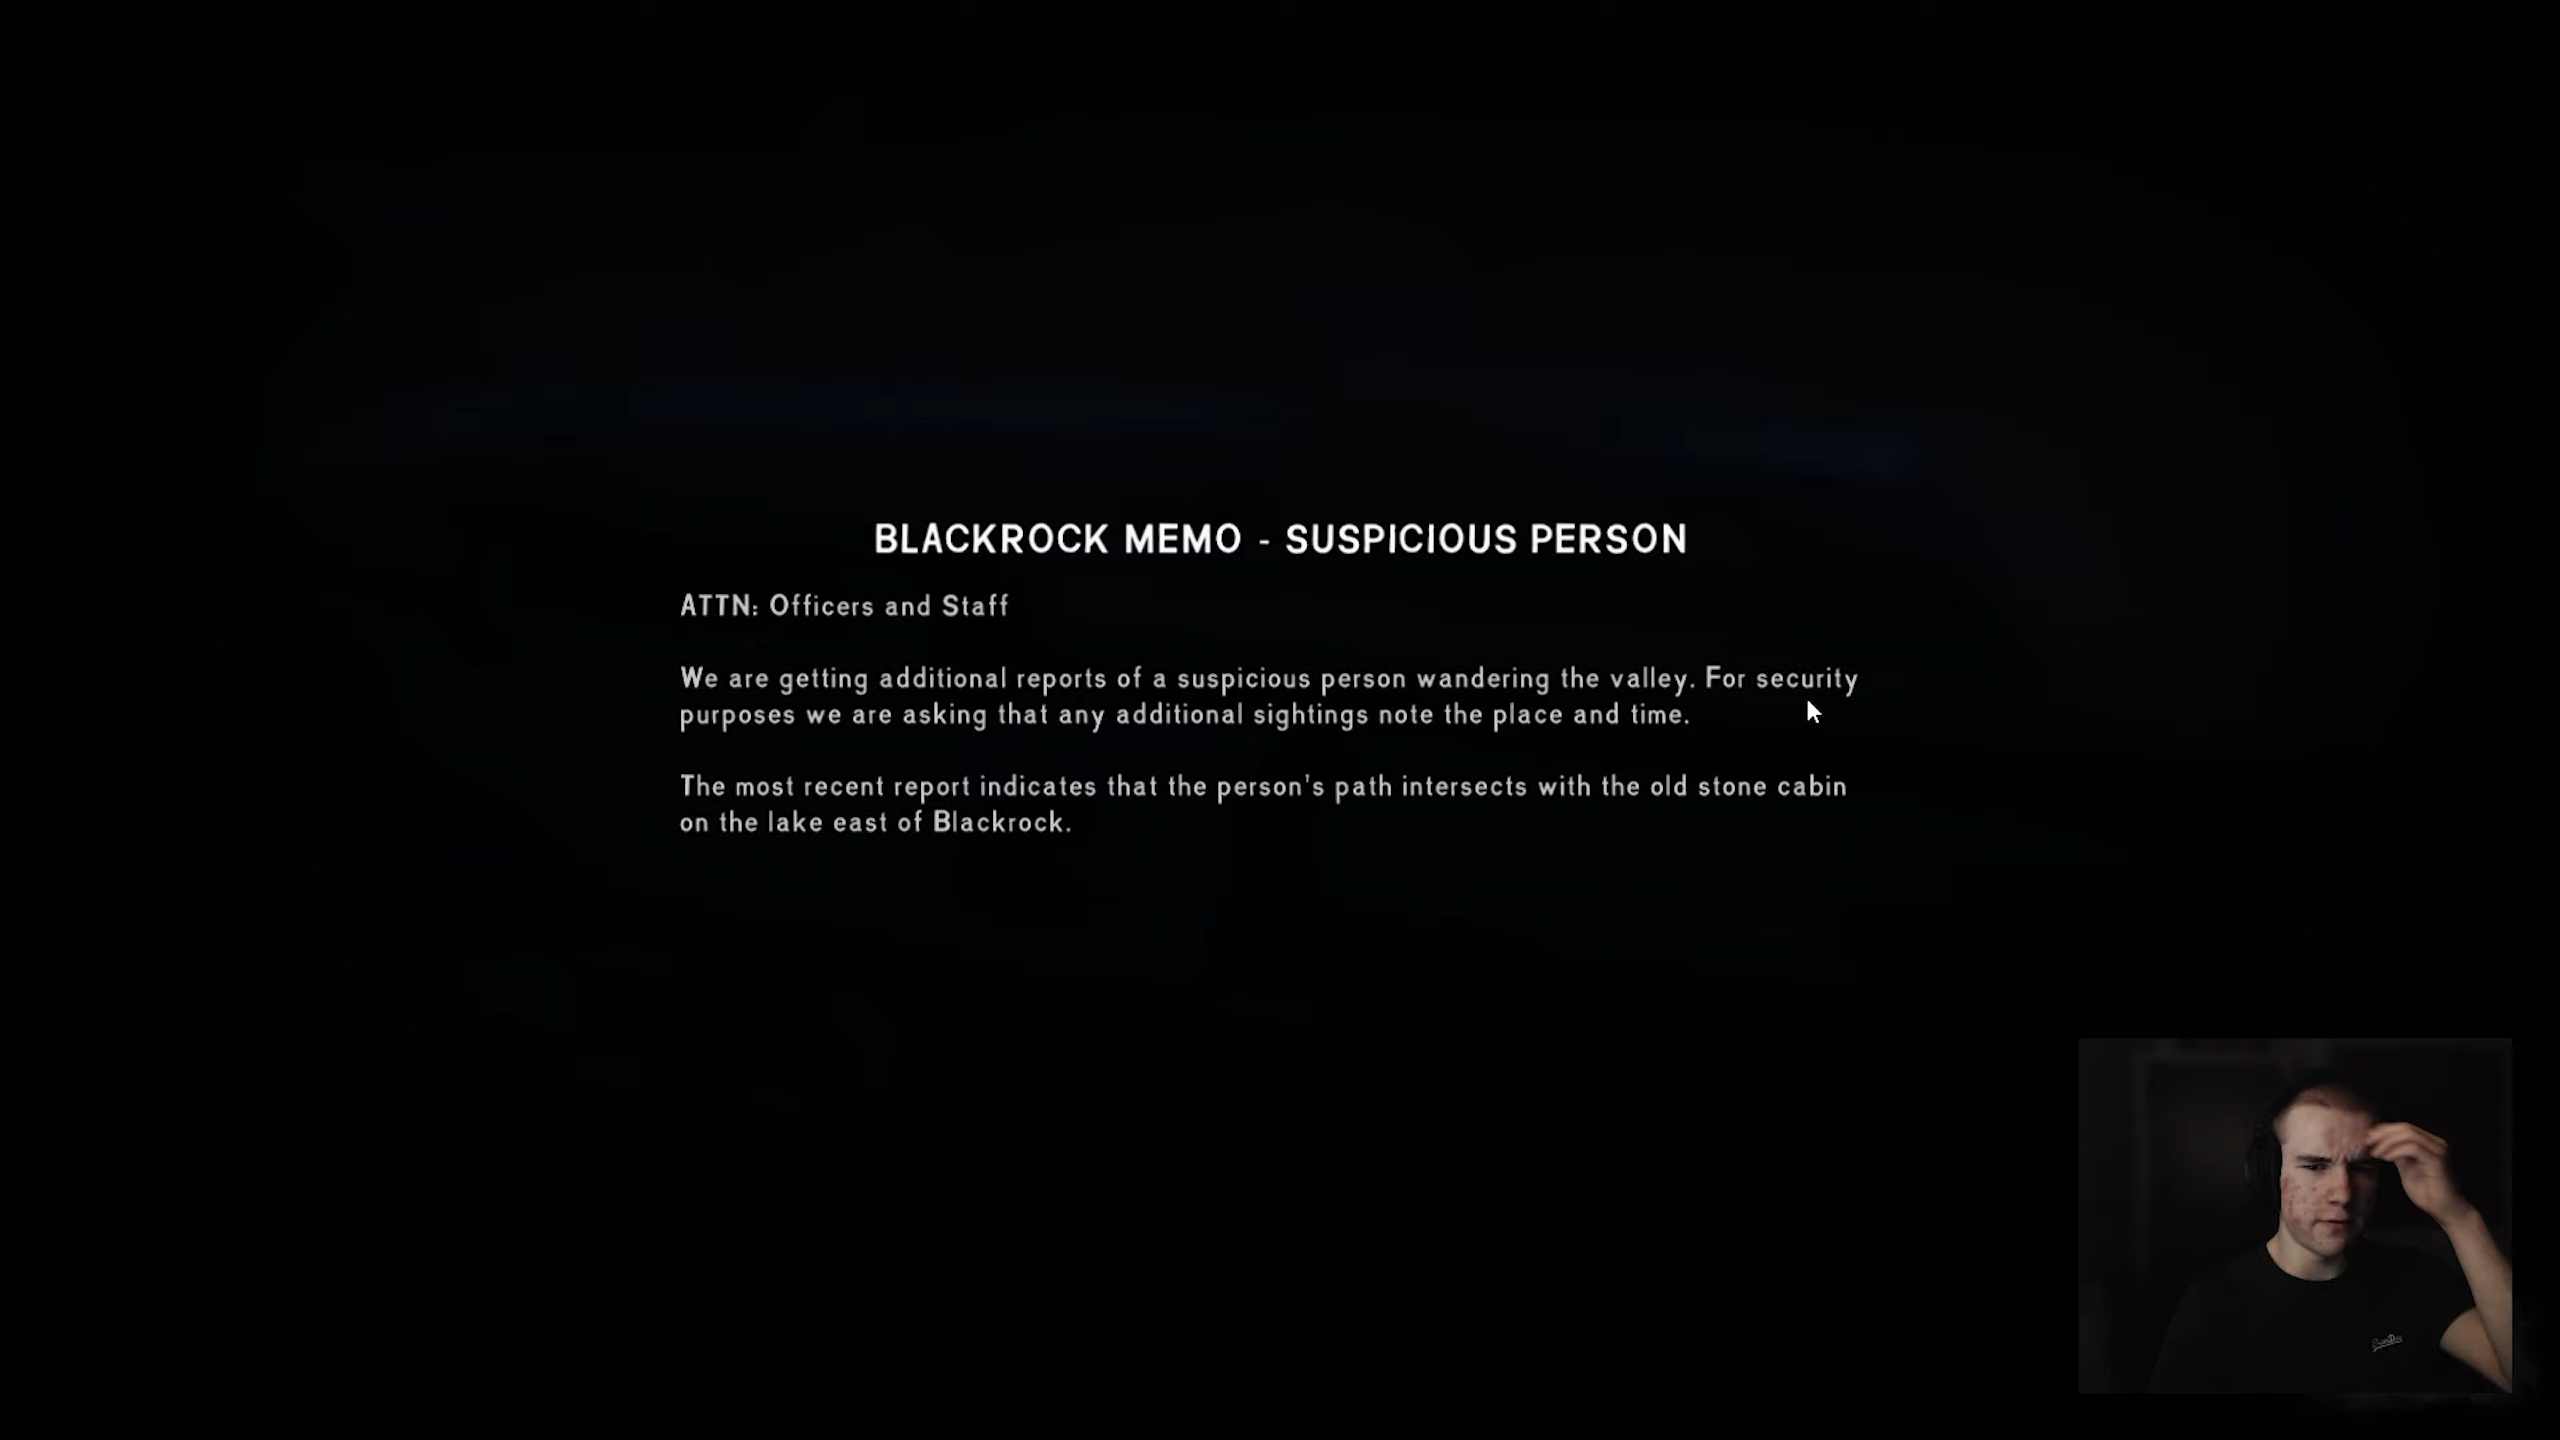 BLACKROCK MEMO - SUSPICIOUS PERSON
ATTN: Officers and Staff
We are getting additional reports of a suspicious person wandering the valley. For security
purposes we are asking that any additional sightings note the place and time.
The most recent report indicates that the person's path intersects with the old stone cabin
on the lake east of Blackrock.